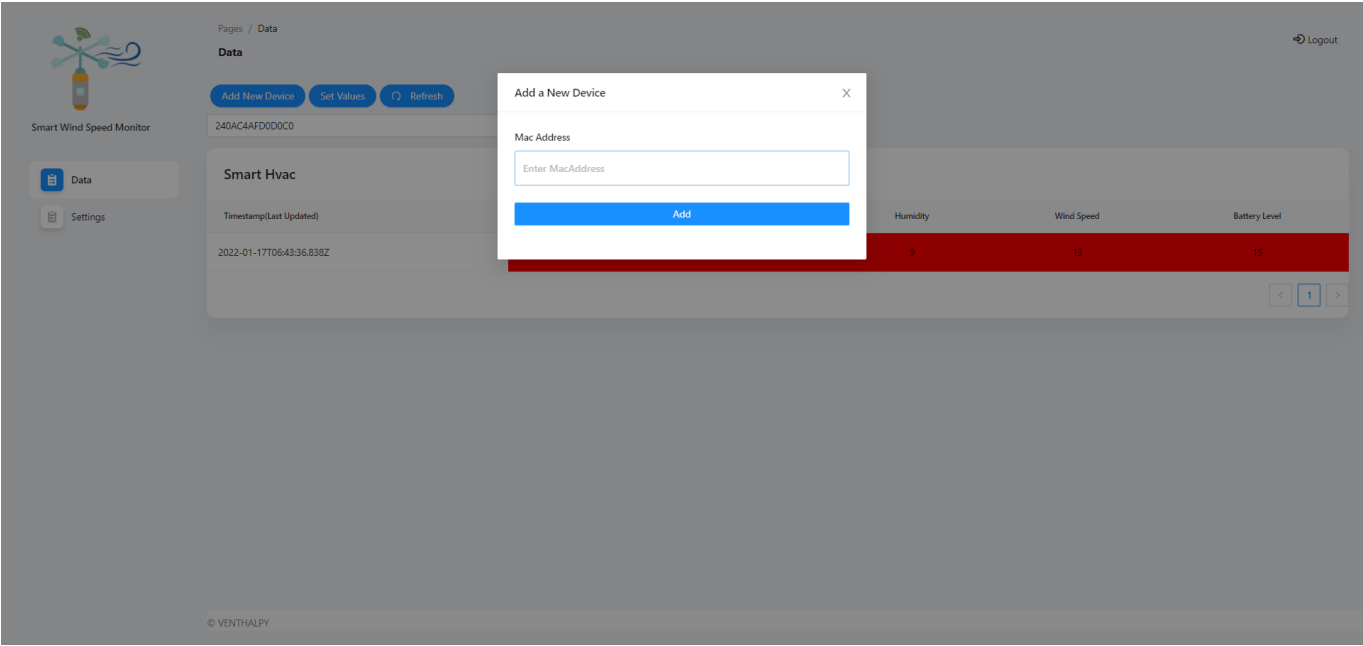 Pages / Data
Data
Logout
Add New Device
Set Values
Refresh
Smart Wind Speed Monitor
240AC4AFD0D0C0
Data
Settings
Add a New Device
Mac Address
Enter MacAddress
Add
Smart Hvac
Timestamp(Last Updated)
Humidity
Wind Speed
Battery Level
2022-01-17T06:43:36.838Z
9
13
15
< 1 >
© VENTHALPY